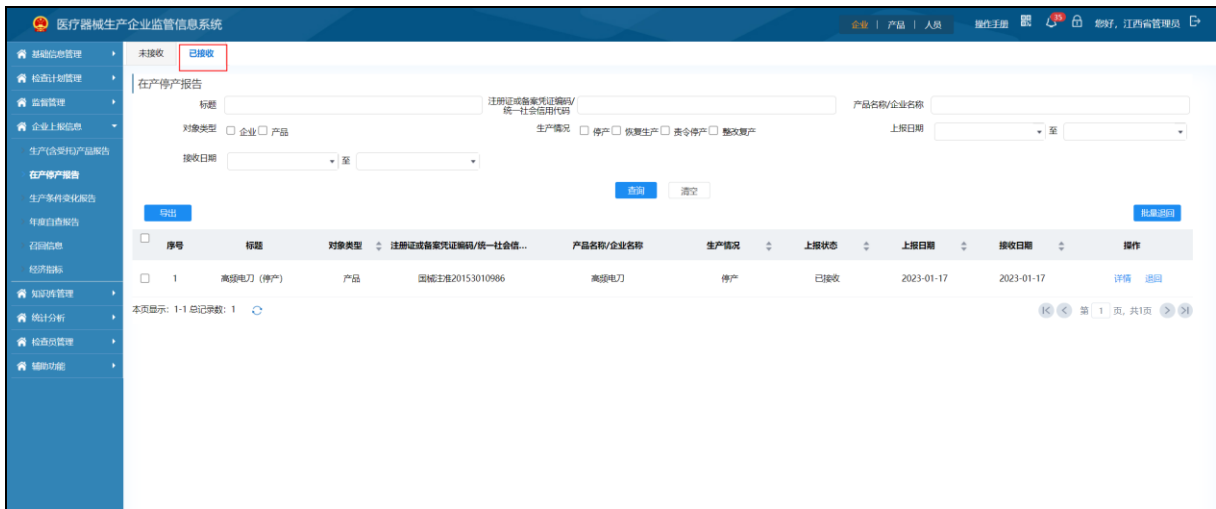 医疗器械生产企业监管信息系统
企业 | 产品 | 人员
操作手册
35
您好，江西省管理员
基础信息管理
检查计划管理
监督管理
企业上报信息
生产(含受托)产品报告
在产停产报告
生产条件变化报告
年度自查报告
召回信息
经济指标
知识库管理
统计分析
检查员管理
辅助功能
未接收 已接收
在产停产报告
标题 注册证或备案凭证编码/统一社会信用代码 产品名称/企业名称
对象类型 企业 产品 生产情况 停产 恢复生产 责令停产 整改复产 上报日期 至
接收日期 至
查询 清空
导出 批量退回
序号 标题 对象类型 注册证或备案凭证编码/统一社会信... 产品名称/企业名称 生产情况 上报状态 上报日期 接收日期 操作
1 高频电刀（停产） 产品 国械注准20153010986 高频电刀 停产 已接收 2023-01-17 2023-01-17 详情 退回
本页显示：1-1 总记录数：1 第 1 页, 共1页